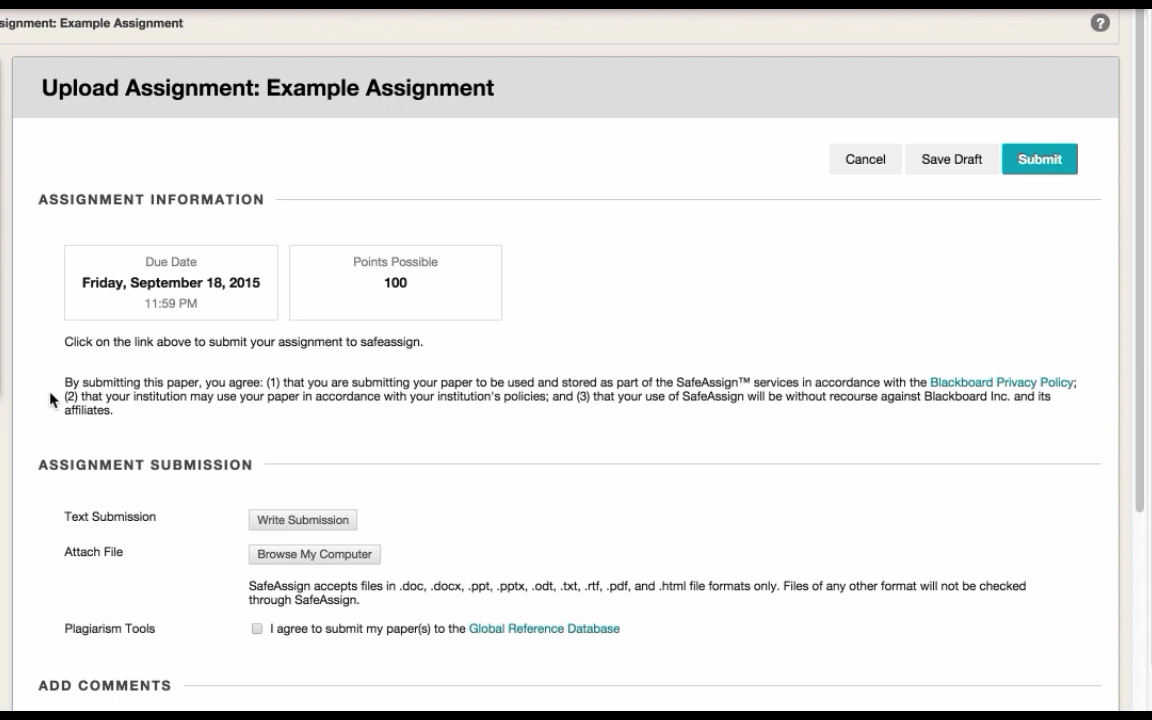 signment: Example Assignment
?
Upload Assignment: Example Assignment
Cancel Save Draft Submit
ASSIGNMENT INFORMATION
Due Date
Friday, September 18, 2015
11:59 PM
Points Possible
100
Click on the link above to submit your assignment to safeassign.
By submitting this paper, you agree: (1) that you are submitting your paper to be used and stored as part of the SafeAssign™ services in accordance with the Blackboard Privacy Policy;
(2) that your institution may use your paper in accordance with your institution's policies; and (3) that your use of SafeAssign will be without recourse against Blackboard Inc. and its
affiliates.
ASSIGNMENT SUBMISSION
Text Submission Write Submission
Attach File Browse My Computer
SafeAssign accepts files in .doc, .docx, .ppt, .pptx, .odt, .txt, .rtf, .pdf, and .html file formats only. Files of any other format will not be checked
through SafeAssign.
Plagiarism Tools I agree to submit my paper(s) to the Global Reference Database
ADD COMMENTS